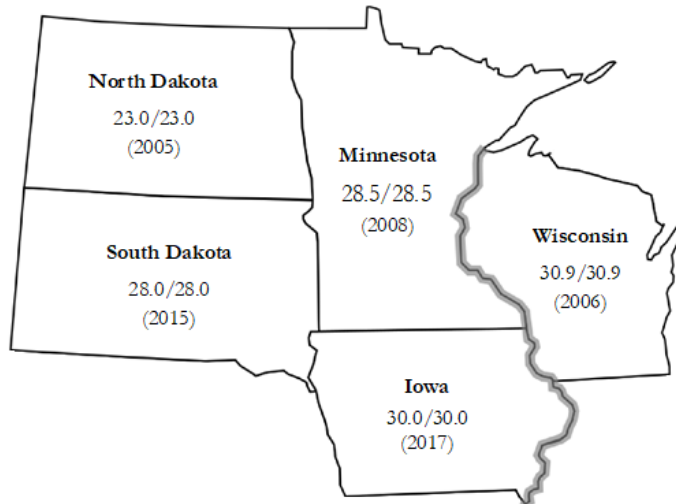 North Dakota
23.0/23.0
(2005)
Minnesota
28.5/28.5
(2008)
South Dakota
28.0/28.0
(2015)
Wisconsin
30.9/30.9
(2006)
Iowa
30.0/30.0
(2017)